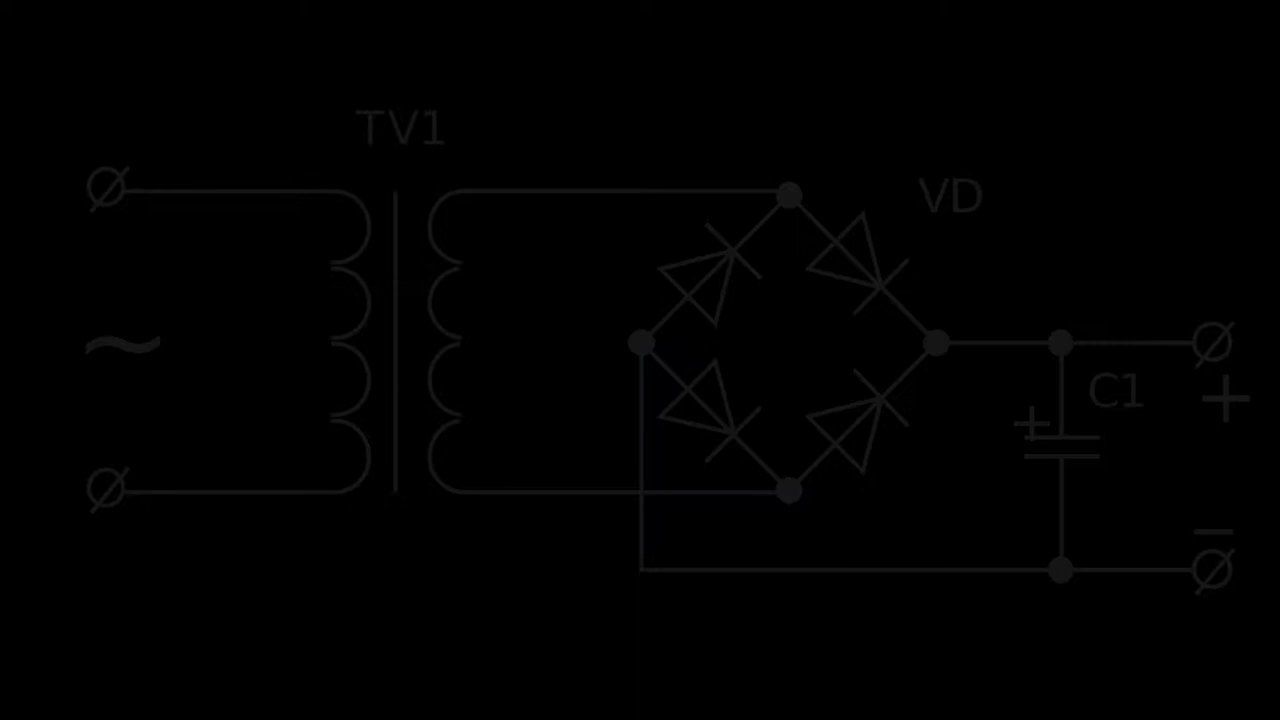 TV1
VD
~
C1
+
+
−